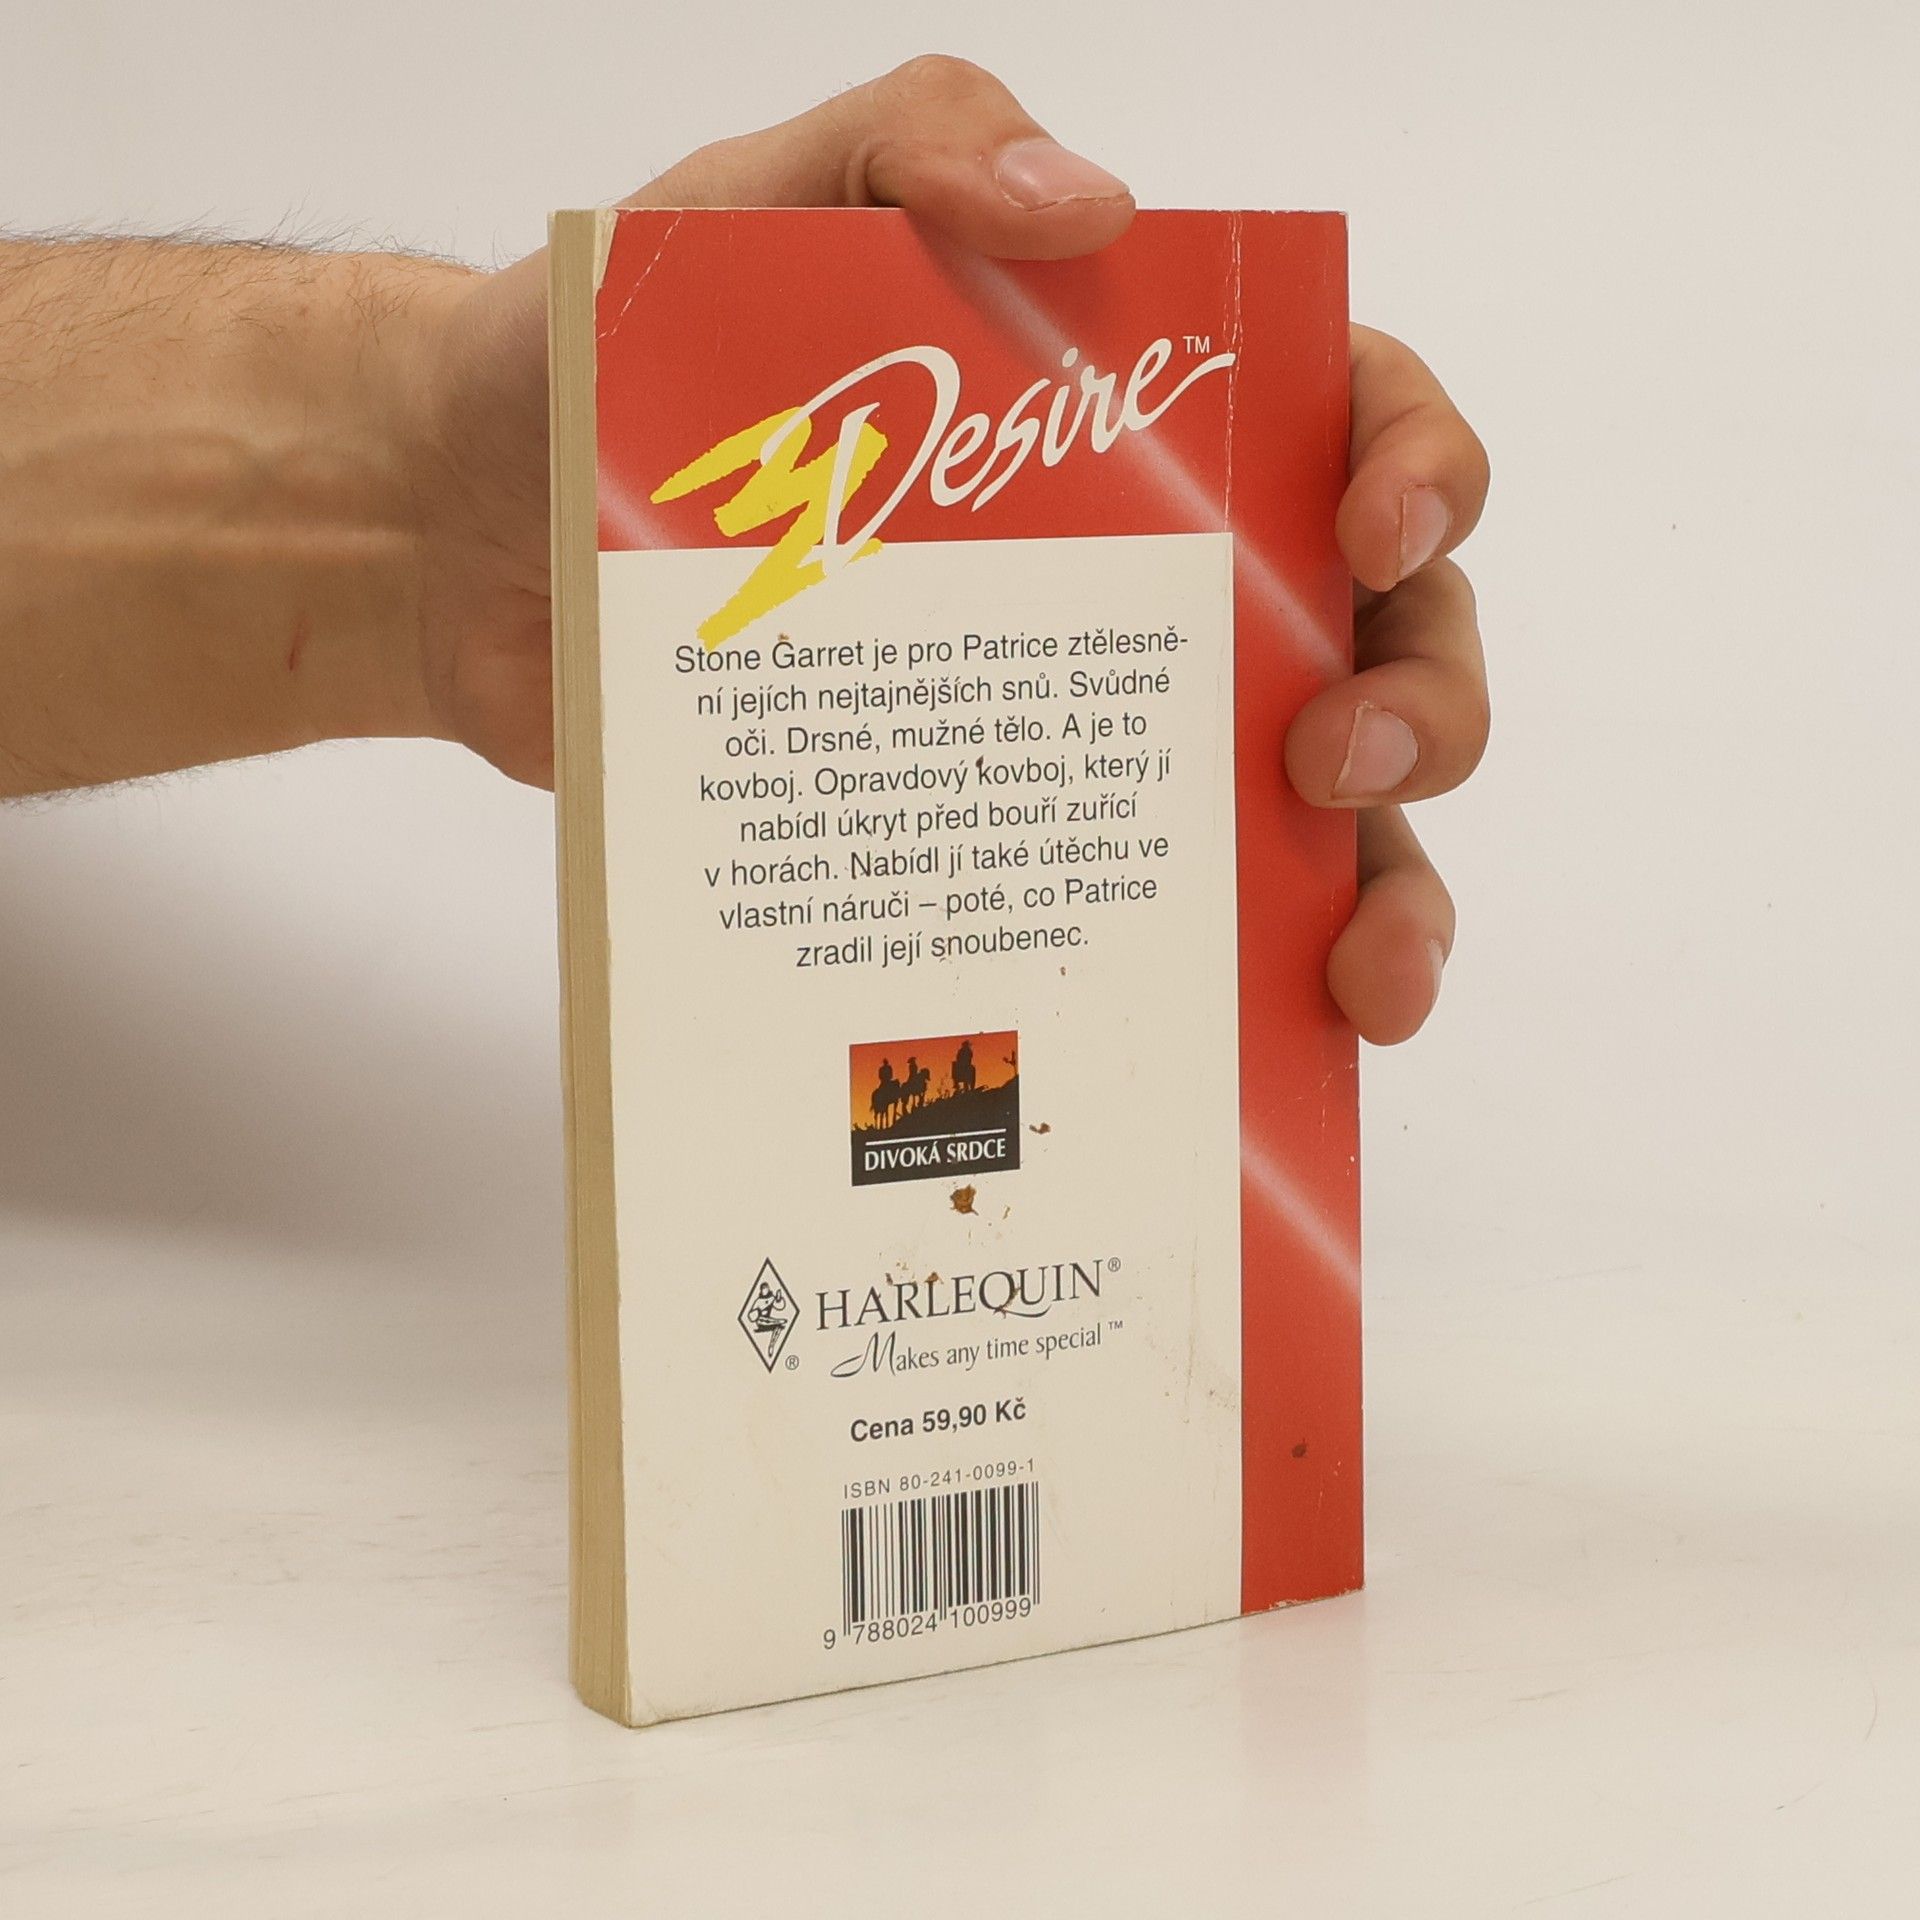 Desire™
Stone Garret je pro Patrice ztělesně-
ní jejích nejtajnějších snů. Svůdné
oči. Drsné, mužné tělo. A je to
kovboj. Opravdový kovboj, který jí
nabídl úkryt před bouří zuřící
v horách. Nabídl jí také útěchu ve
vlastní náruči – poté, co Patrice
zradil její snoubenec.
DIVOKÁ SRDCE
HARLEQUIN®
®
Makes any time special™
Cena 59,90 Kč
ISBN 80-241-0099-1
9 788024 100999